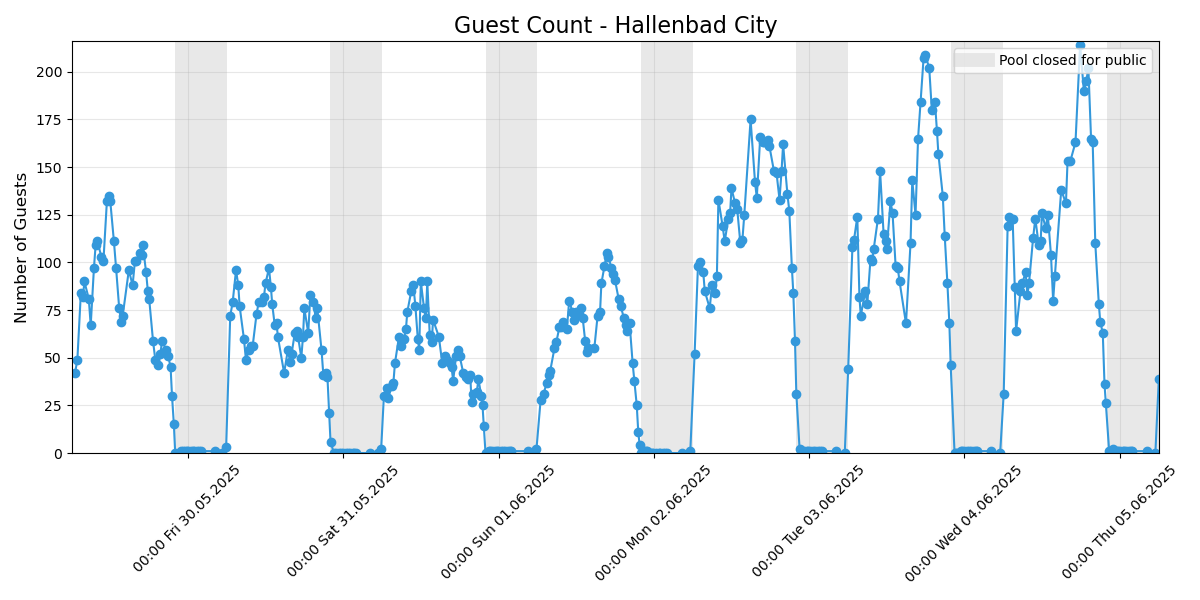 Guest Count - Hallenbad City
Pool closed for public
Number of Guests
200
175
150
125
100
75
50
25
0
00:00 Fri 30.05.2025
00:00 Sat 31.05.2025
00:00 Sun 01.06.2025
00:00 Mon 02.06.2025
00:00 Tue 03.06.2025
00:00 Wed 04.06.2025
00:00 Thu 05.06.2025